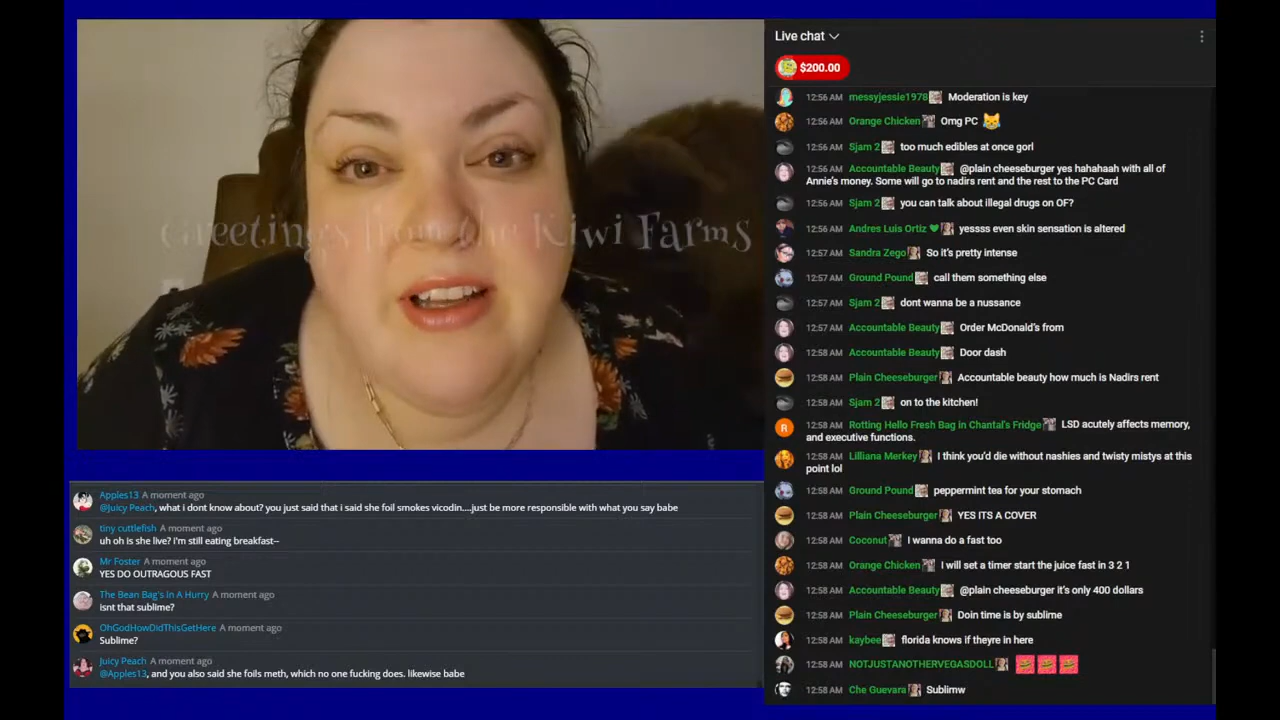 Greetings from the Kiwi Farms
Live chat
$200.00
12:56 AM messyjessie1978 Moderation is key
12:56 AM Orange Chicken Omg PC
12:56 AM Sjam 2 too much edibles at once gorl
12:56 AM Accountable Beauty @plain cheeseburger yes hahahaah with all of
Annie's money. Some will go to nadirs rent and the rest to the PC Card
12:56 AM Sjam 2 you can talk about illegal drugs on OF?
12:56 AM Andres Luis Ortiz yessss even skin sensation is altered
12:57 AM Sandra Zego So it's pretty intense
12:57 AM Ground Pound call them something else
12:57 AM Sjam 2 dont wanna be a nussance
12:57 AM Accountable Beauty Order McDonald's from
12:58 AM Accountable Beauty Door dash
12:58 AM Plain Cheeseburger Accountable beauty how much is Nadirs rent
12:58 AM Sjam 2 on to the kitchen!
R 12:58 AM Rotting Hello Fresh Bag in Chantal's Fridge LSD acutely affects memory,
and executive functions.
12:58 AM Lilliana Merkey I think you'd die without nashies and twisty mistys at this
point lol
12:58 AM Ground Pound peppermint tea for your stomach
12:58 AM Plain Cheeseburger YES ITS A COVER
12:58 AM Coconut I wanna do a fast too
12:58 AM Orange Chicken I will set a timer start the juice fast in 3 2 1
12:58 AM Accountable Beauty @plain cheeseburger it's only 400 dollars
12:58 AM Plain Cheeseburger Doin time is by sublime
12:58 AM kaybee florida knows if theyre in here
12:58 AM NOTJUSTANOTHERVEGASDOLL
12:58 AM Che Guevara Sublimw
Apples13 A moment ago
@Juicy Peach, what i dont know about? you just said that i said she foil smokes vicodin....just be more responsible with what you say babe
tiny cuttlefish A moment ago
uh oh is she live? i'm still eating breakfast--
Mr Foster A moment ago
YES DO OUTRAGOUS FAST
The Bean Bag's In A Hurry A moment ago
isnt that sublime?
OhGodHowDidThisGetHere A moment ago
Sublime?
Juicy Peach A moment ago
@Apples13, and you also said she foils meth, which no one fucking does. likewise babe